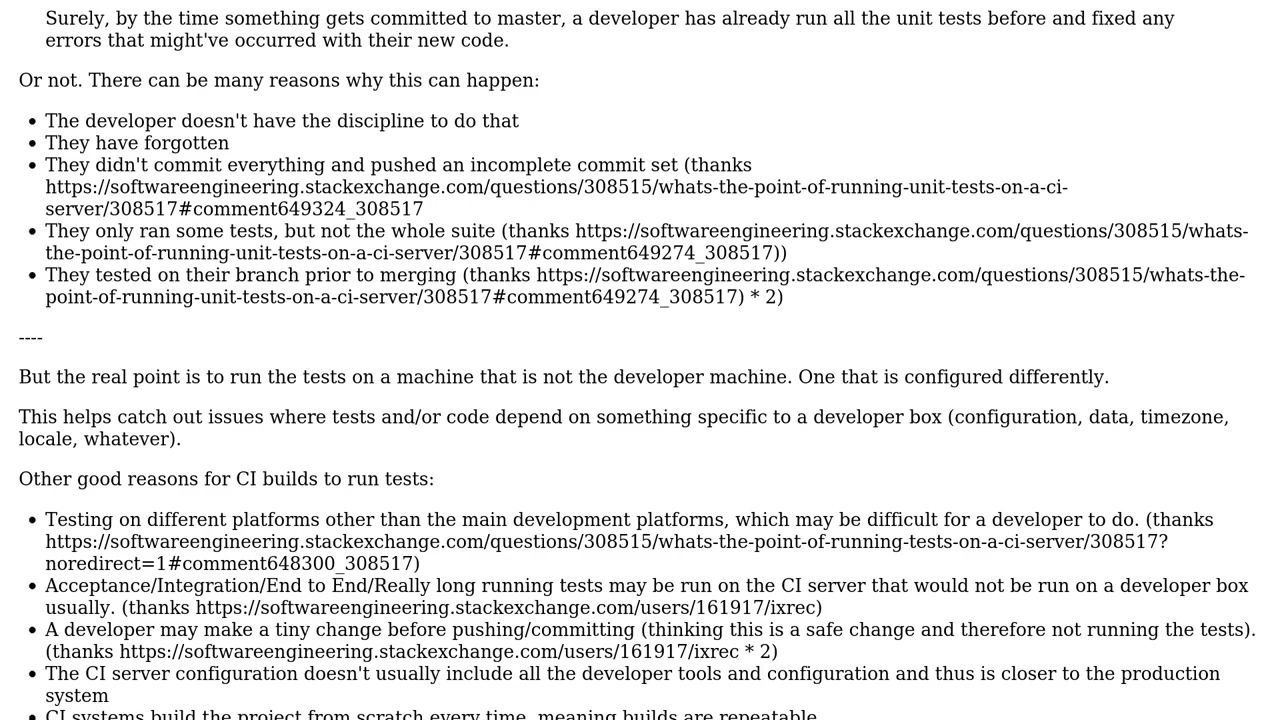 Surely, by the time something gets committed to master, a developer has already run all the unit tests before and fixed any
errors that might've occurred with their new code.
Or not. There can be many reasons why this can happen:
• The developer doesn't have the discipline to do that
• They have forgotten
• They didn't commit everything and pushed an incomplete commit set (thanks
https://softwareengineering.stackexchange.com/questions/308515/whats-the-point-of-running-unit-tests-on-a-ci-
server/308517#comment649324_308517
• They only ran some tests, but not the whole suite (thanks https://softwareengineering.stackexchange.com/questions/308515/whats-
the-point-of-running-unit-tests-on-a-ci-server/308517#comment649274_308517))
• They tested on their branch prior to merging (thanks https://softwareengineering.stackexchange.com/questions/308515/whats-the-
point-of-running-unit-tests-on-a-ci-server/308517#comment649274_308517) * 2)
----
But the real point is to run the tests on a machine that is not the developer machine. One that is configured differently.
This helps catch out issues where tests and/or code depend on something specific to a developer box (configuration, data, timezone,
locale, whatever).
Other good reasons for CI builds to run tests:
• Testing on different platforms other than the main development platforms, which may be difficult for a developer to do. (thanks
https://softwareengineering.stackexchange.com/questions/308515/whats-the-point-of-running-tests-on-a-ci-server/308517?
noredirect=1#comment648300_308517)
• Acceptance/Integration/End to End/Really long running tests may be run on the CI server that would not be run on a developer box
usually. (thanks https://softwareengineering.stackexchange.com/users/161917/ixrec)
• A developer may make a tiny change before pushing/committing (thinking this is a safe change and therefore not running the tests).
(thanks https://softwareengineering.stackexchange.com/users/161917/ixrec * 2)
• The CI server configuration doesn't usually include all the developer tools and configuration and thus is closer to the production
system
• CI systems build the project from scratch every time, meaning builds are repeatable